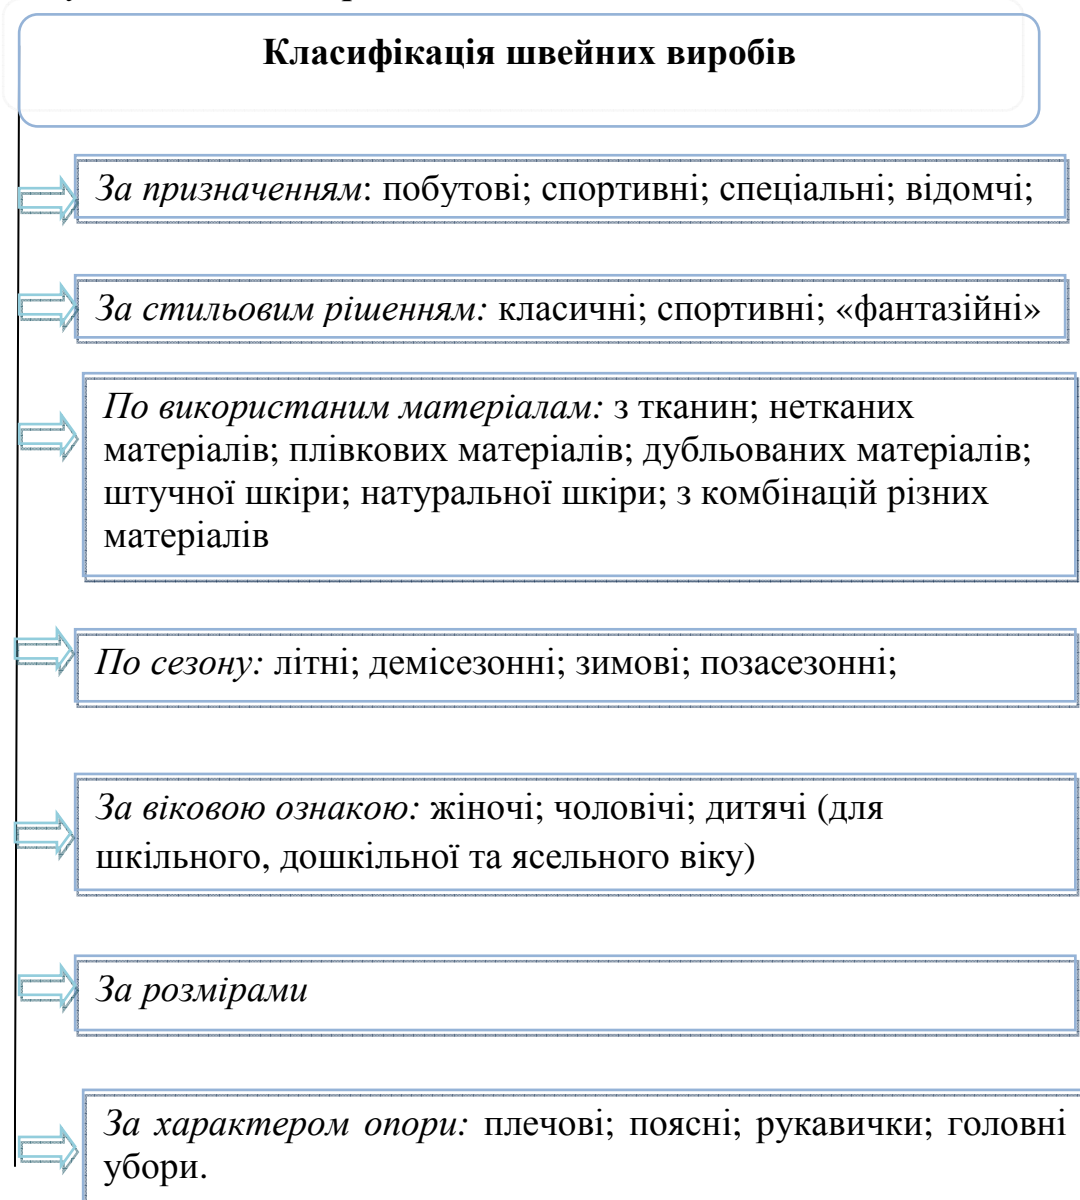 Класифікація швейних виробів
За призначенням: побутові; спортивні; спеціальні; відомчі;
За стильовим рішенням: класичні; спортивні; «фантазійні»
По використаним матеріалам: з тканин; нетканих
матеріалів; плівкових матеріалів; дубльованих матеріалів;
штучної шкіри; натуральної шкіри; з комбінацій різних
матеріалів
По сезону: літні; демісезонні; зимові; позасезонні;
За віковою ознакою: жіночі; чоловічі; дитячі (для
шкільного, дошкільної та ясельного віку)
За розмірами
За характером опори: плечові; поясні; рукавички; головні
убори.